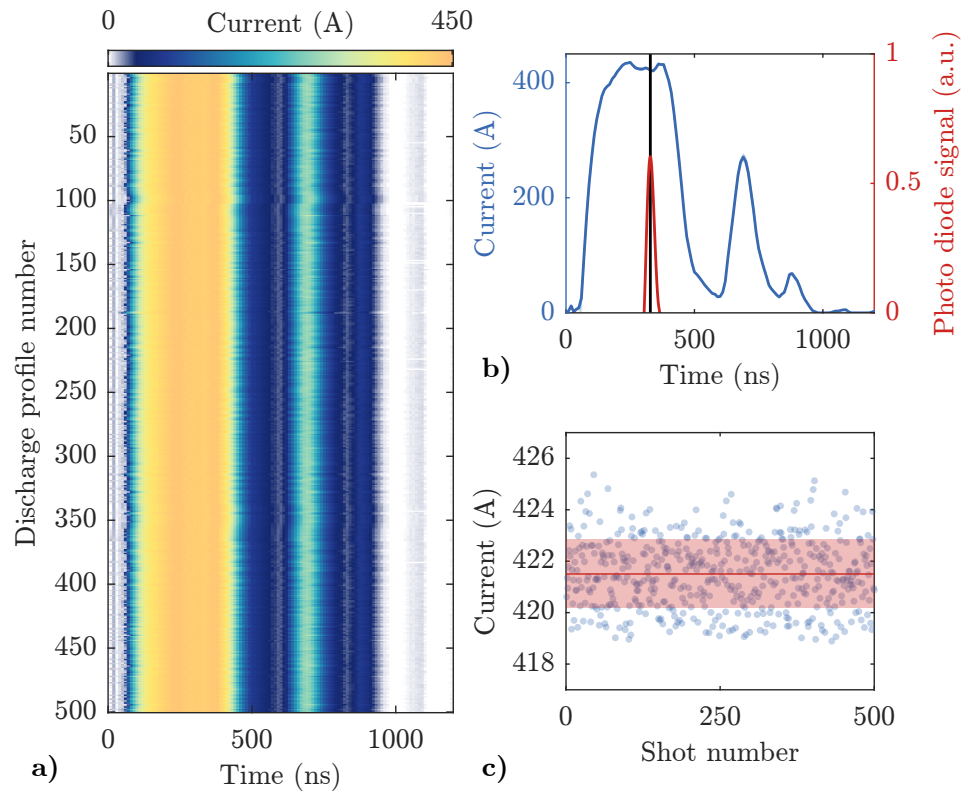 0 Current (A) 450
50
100
150
200
250
300
350
400
450
500
Discharge profile number
0 500 1000
Time (ns)
a)
400
200
0
Current (A)
1
0.5
0
Photo diode signal (a.u.)
0 500 1000
Time (ns)
b)
426
424
422
420
418
Current (A)
0 250 500
Shot number
c)